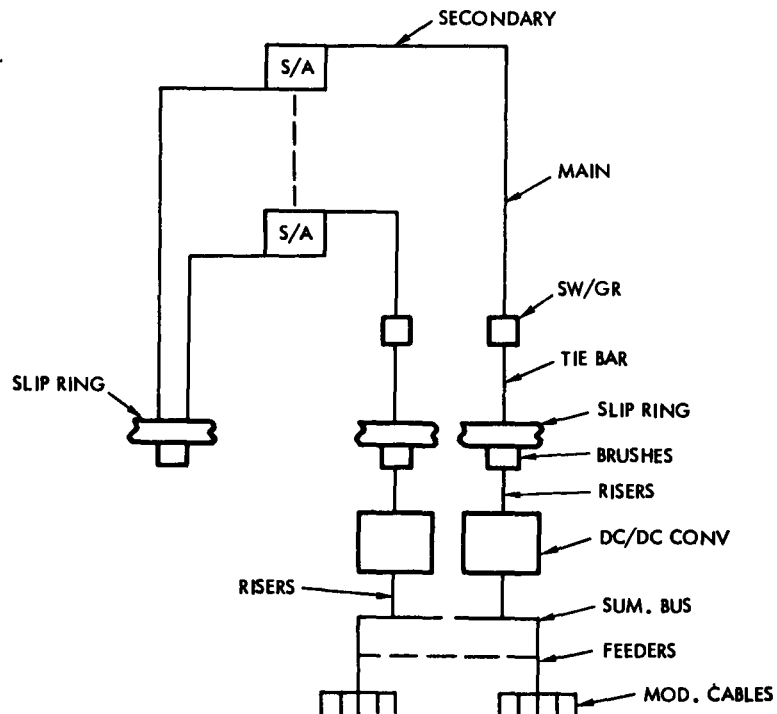 SECONDARY
S/A
MAIN
S/A
SW/GR
TIE BAR
SLIP RING
SLIP RING
BRUSHES
RISERS
DC/DC CONV
RISERS
SUM. BUS
FEEDERS
MOD. CABLES